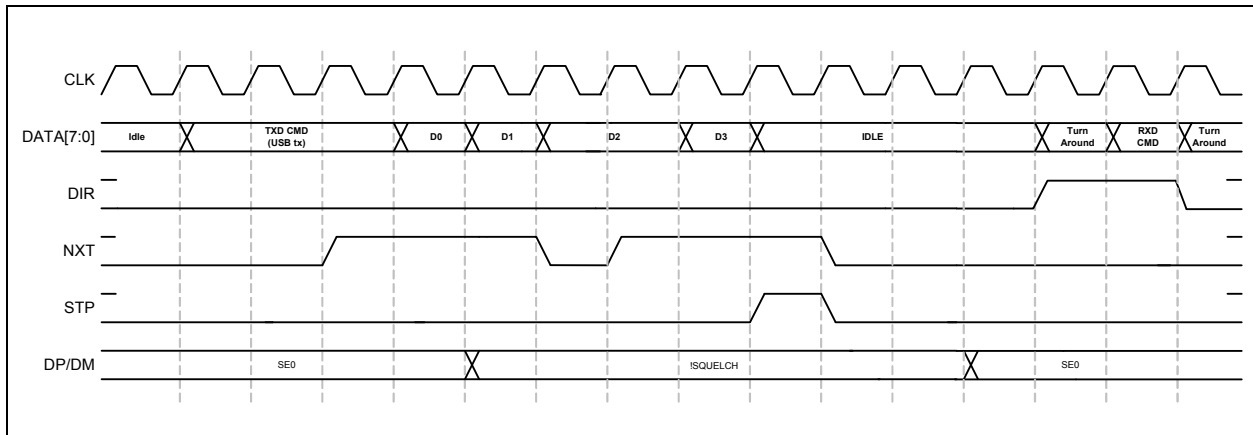 CLK
DATA[7:0]
Idle
TXD CMD
(USB tx)
D0
D1
D2
D3
IDLE
Turn
Around
RXD
CMD
Turn
Around
DIR
NXT
STP
DP/DM
SE0
!SQUELCH
SE0